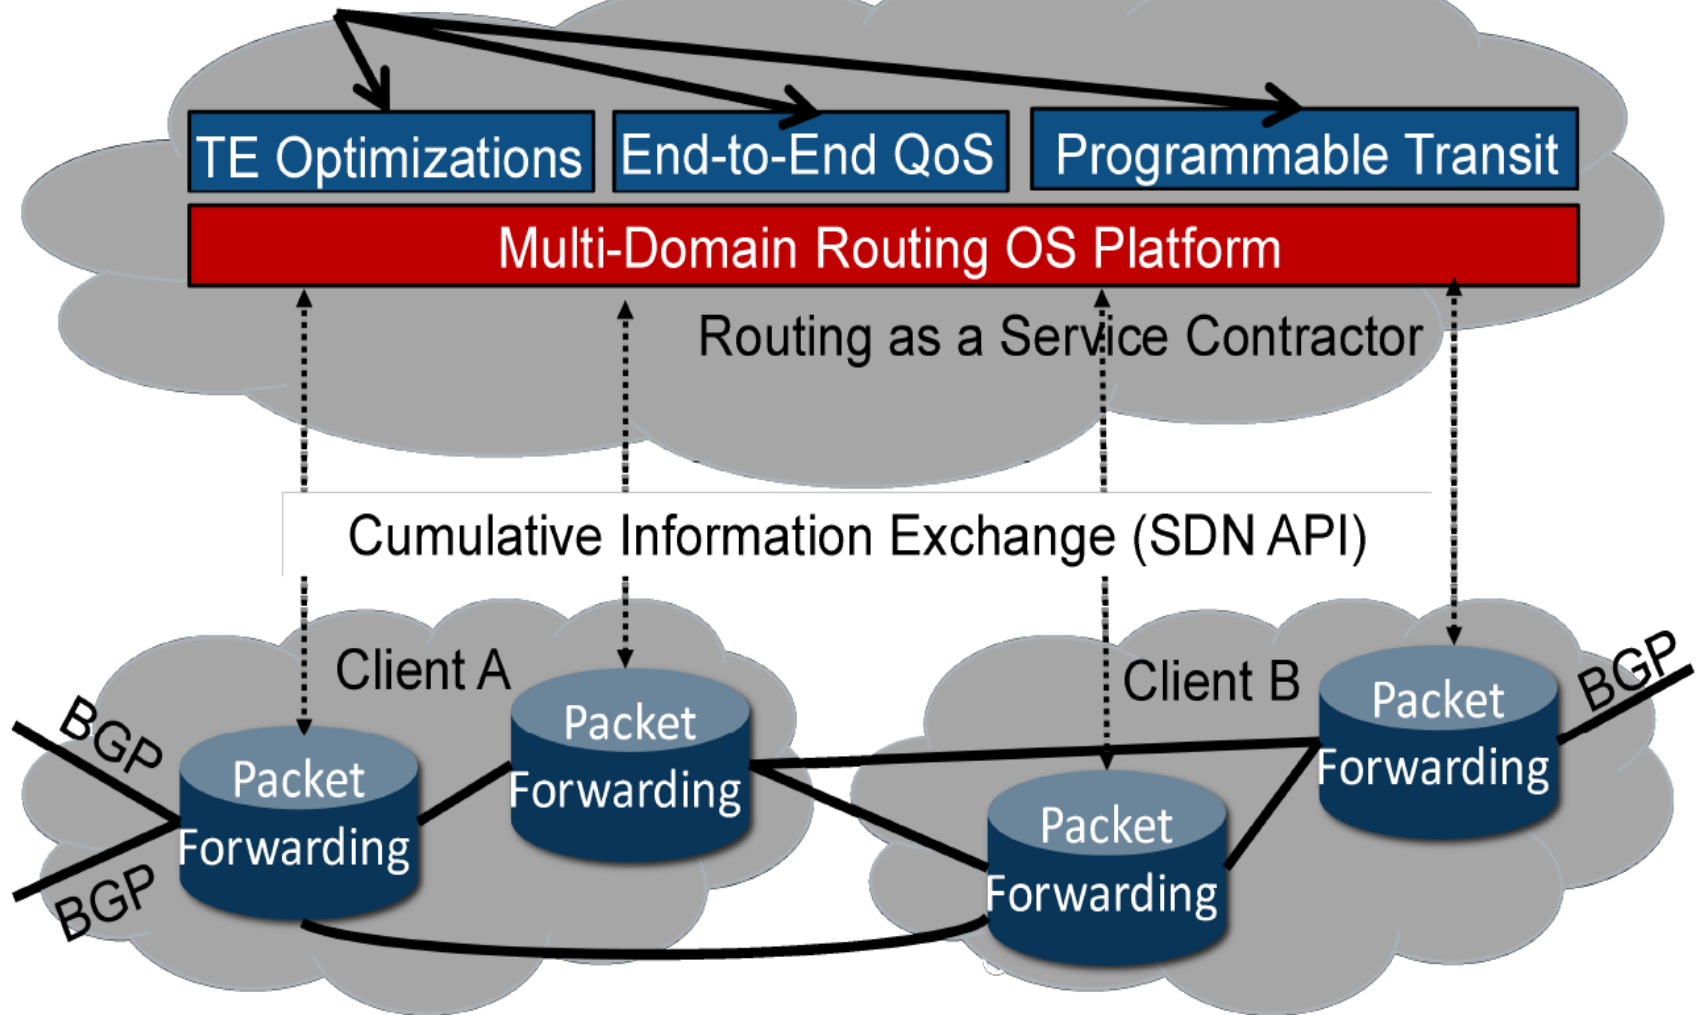 TE Optimizations
End-to-End QoS
Programmable Transit
Multi-Domain Routing OS Platform
Routing as a Service Contractor
Cumulative Information Exchange (SDN API)
Client A
Client B
BGP
BGP
BGP
Packet
Forwarding
Packet
Forwarding
Packet
Forwarding
Packet
Forwarding